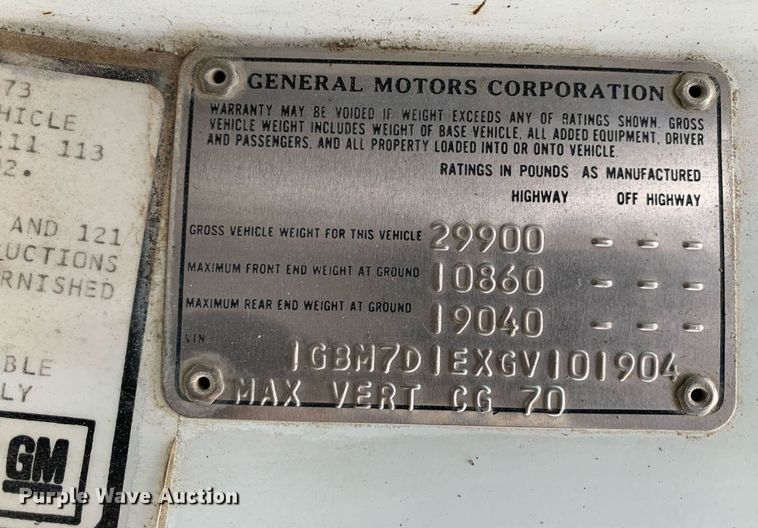 73
HICLE
111 113
02.
AND 121
UCTIONS
RNISHED
BLE
LY
GM
GENERAL MOTORS CORPORATION
WARRANTY MAY BE VOIDED IF WEIGHT EXCEEDS ANY OF RATINGS SHOWN. GROSS
VEHICLE WEIGHT INCLUDES WEIGHT OF BASE VEHICLE, ALL ADDED EQUIPMENT, DRIVER
AND PASSENGERS, AND ALL PROPERTY LOADED INTO OR ONTO VEHICLE.
RATINGS IN POUNDS AS MANUFACTURED
HIGHWAY OFF HIGHWAY
GROSS VEHICLE WEIGHT FOR THIS VEHICLE 29900 - - -
MAXIMUM FRONT END WEIGHT AT GROUND 10860 - - -
MAXIMUM REAR END WEIGHT AT GROUND 19040 - - -
VIN 1GBM7D1EXGV101904
MAX VERT CG 70
Purple Wave Auction